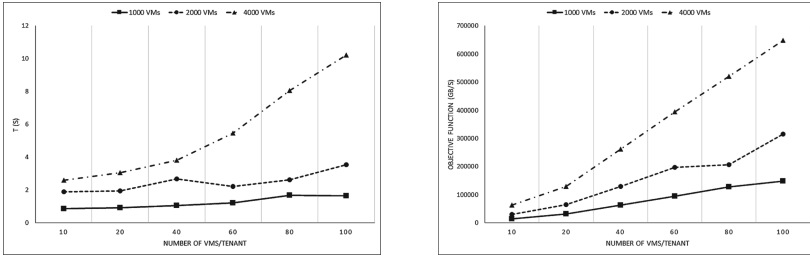 1000 VMs 2000 VMs 4000 VMs
12
10
8
6
4
2
0
T (S)
10 20 40 60 80 100
NUMBER OF VMS/TENANT
1000 VMs 2000 VMs 4000 VMs
700000
600000
500000
400000
300000
200000
100000
0
OBJECTIVE FUNCTION (GB/S)
10 20 40 60 80 100
NUMBER OF VMS/TENANT